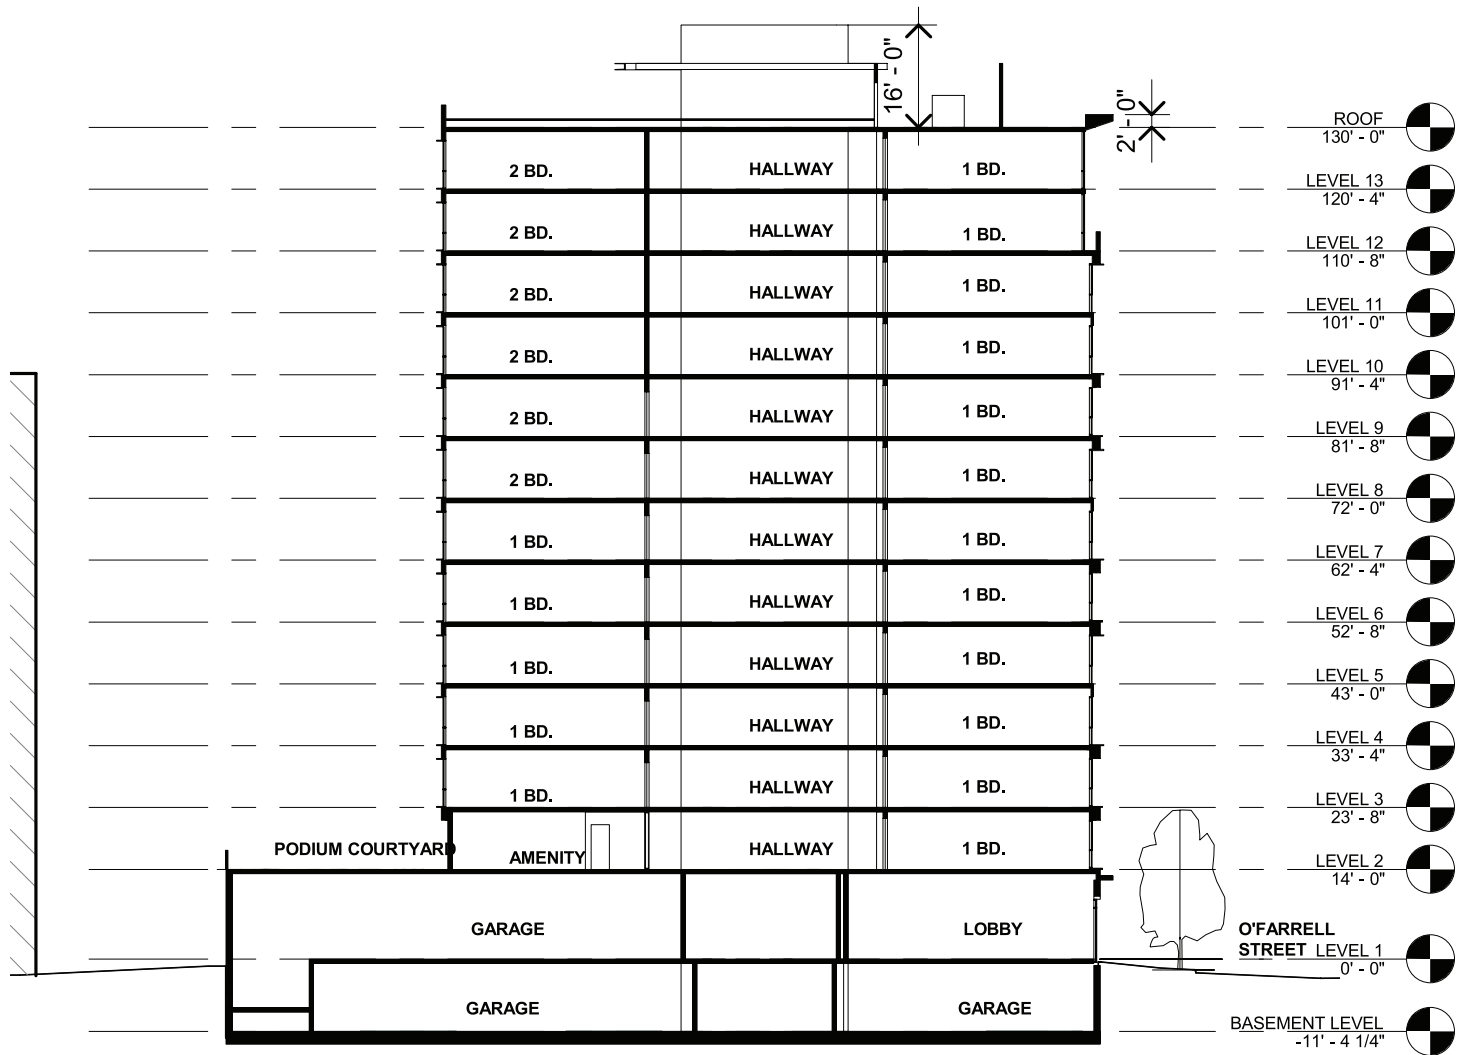 16' - 0"
2' - 0"
ROOF
130' - 0"
2 BD. HALLWAY 1 BD.
LEVEL 13
120' - 4"
2 BD. HALLWAY 1 BD.
LEVEL 12
110' - 8"
2 BD. HALLWAY 1 BD.
LEVEL 11
101' - 0"
2 BD. HALLWAY 1 BD.
LEVEL 10
91' - 4"
2 BD. HALLWAY 1 BD.
LEVEL 9
81' - 8"
2 BD. HALLWAY 1 BD.
LEVEL 8
72' - 0"
1 BD. HALLWAY 1 BD.
LEVEL 7
62' - 4"
1 BD. HALLWAY 1 BD.
LEVEL 6
52' - 8"
1 BD. HALLWAY 1 BD.
LEVEL 5
43' - 0"
1 BD. HALLWAY 1 BD.
LEVEL 4
33' - 4"
1 BD. HALLWAY 1 BD.
LEVEL 3
23' - 8"
PODIUM COURTYARD AMENITY HALLWAY 1 BD.
LEVEL 2
14' - 0"
GARAGE LOBBY
O'FARRELL
STREET
LEVEL 1
0' - 0"
GARAGE GARAGE
BASEMENT LEVEL
-11' - 4 1/4"